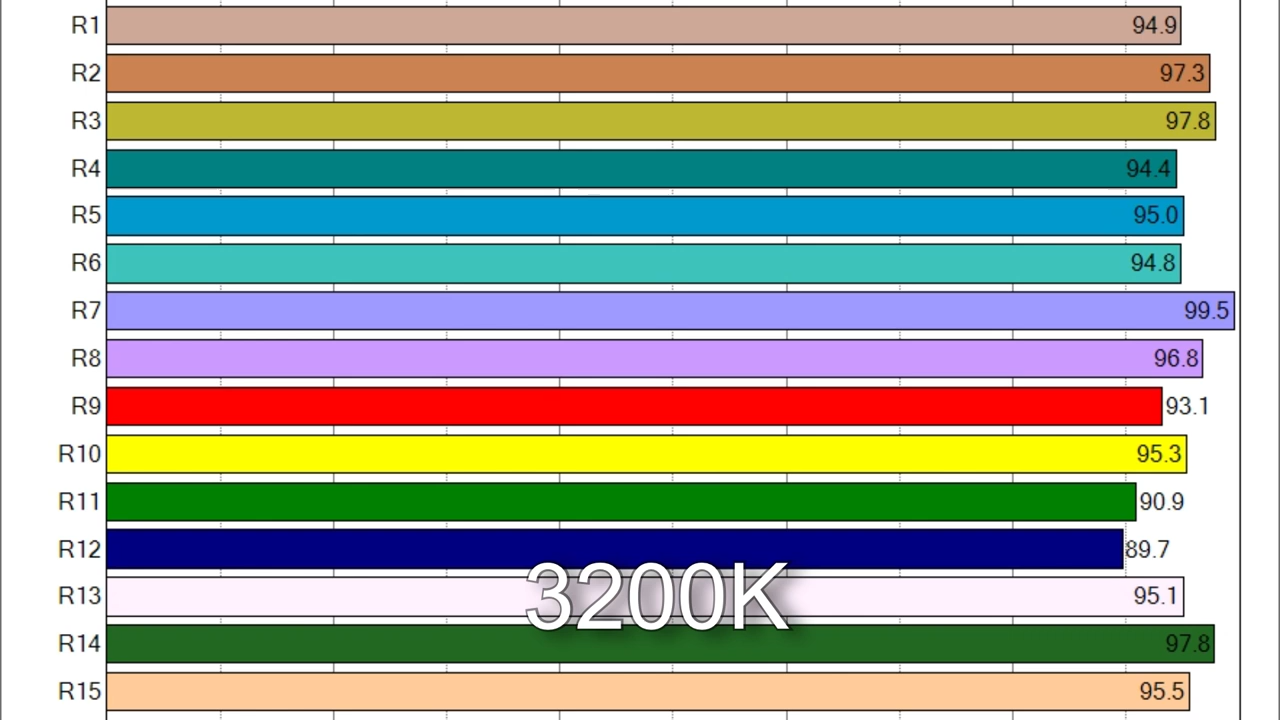 R1 94.9
R2 97.3
R3 97.8
R4 94.4
R5 95.0
R6 94.8
R7 99.5
R8 96.8
R9 93.1
R10 95.3
R11 90.9
R12 89.7
R13 95.1
3200K
R14 97.8
R15 95.5